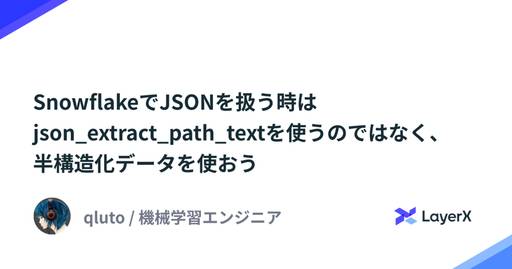 SnowflakeでJSONを扱う時は
json_extract_path_textを使うのではなく、
半構造化データを使おう
qluto / 機械学習エンジニア
LayerX